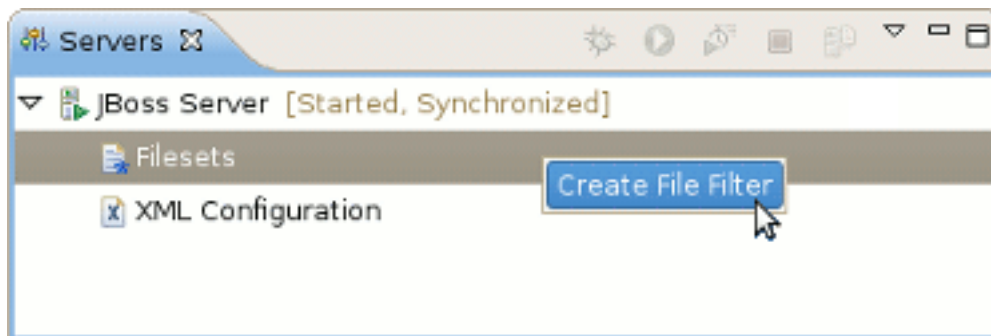 Servers
JBoss Server [Started, Synchronized]
Filesets
Create File Filter
XML Configuration